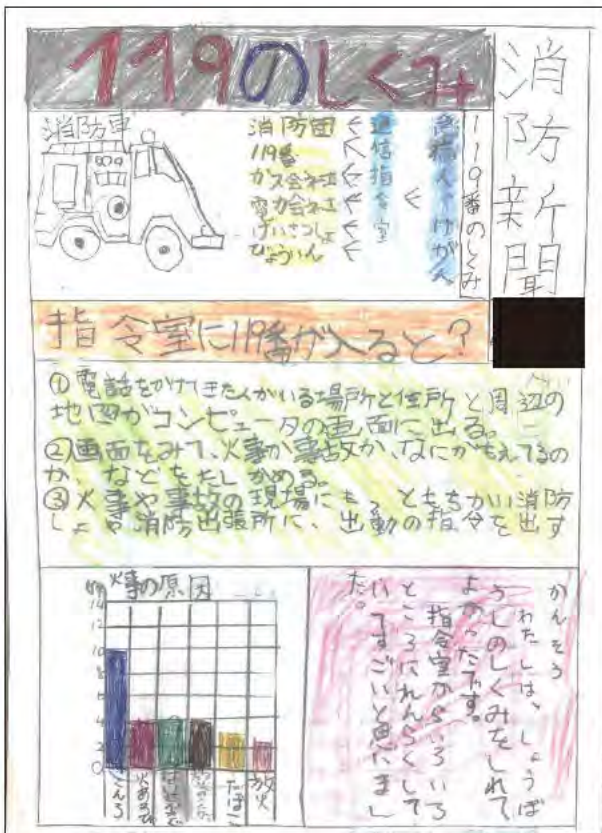 消防新聞
119のしくみ
119番のしくみ
通信指令室
消防団
119番
ガス会社
電力会社
けいさつしょ
びょういん
消防車
指令室に119番が入ると?
①電話をかけてきた人がいる場所と住所と周辺の
地図がコンピュータの画面に出る。
②画面をみて、火事か事故か、なにがもえてるの
か、などをたしかめる。
③火事や事故の現場にもっともちかい消防
しょや消防出張所に、出動の指令を出す
火事の原因
14
12
10
8
6
4
2
0
こんろ
火あそび
たばこ
放火
かんそう
わたしは、しょうぼ
うしのしくみをしれて
よかったです。
指令室からいろいろ
ところにれんらくして
いてすごいと思いまし
た。